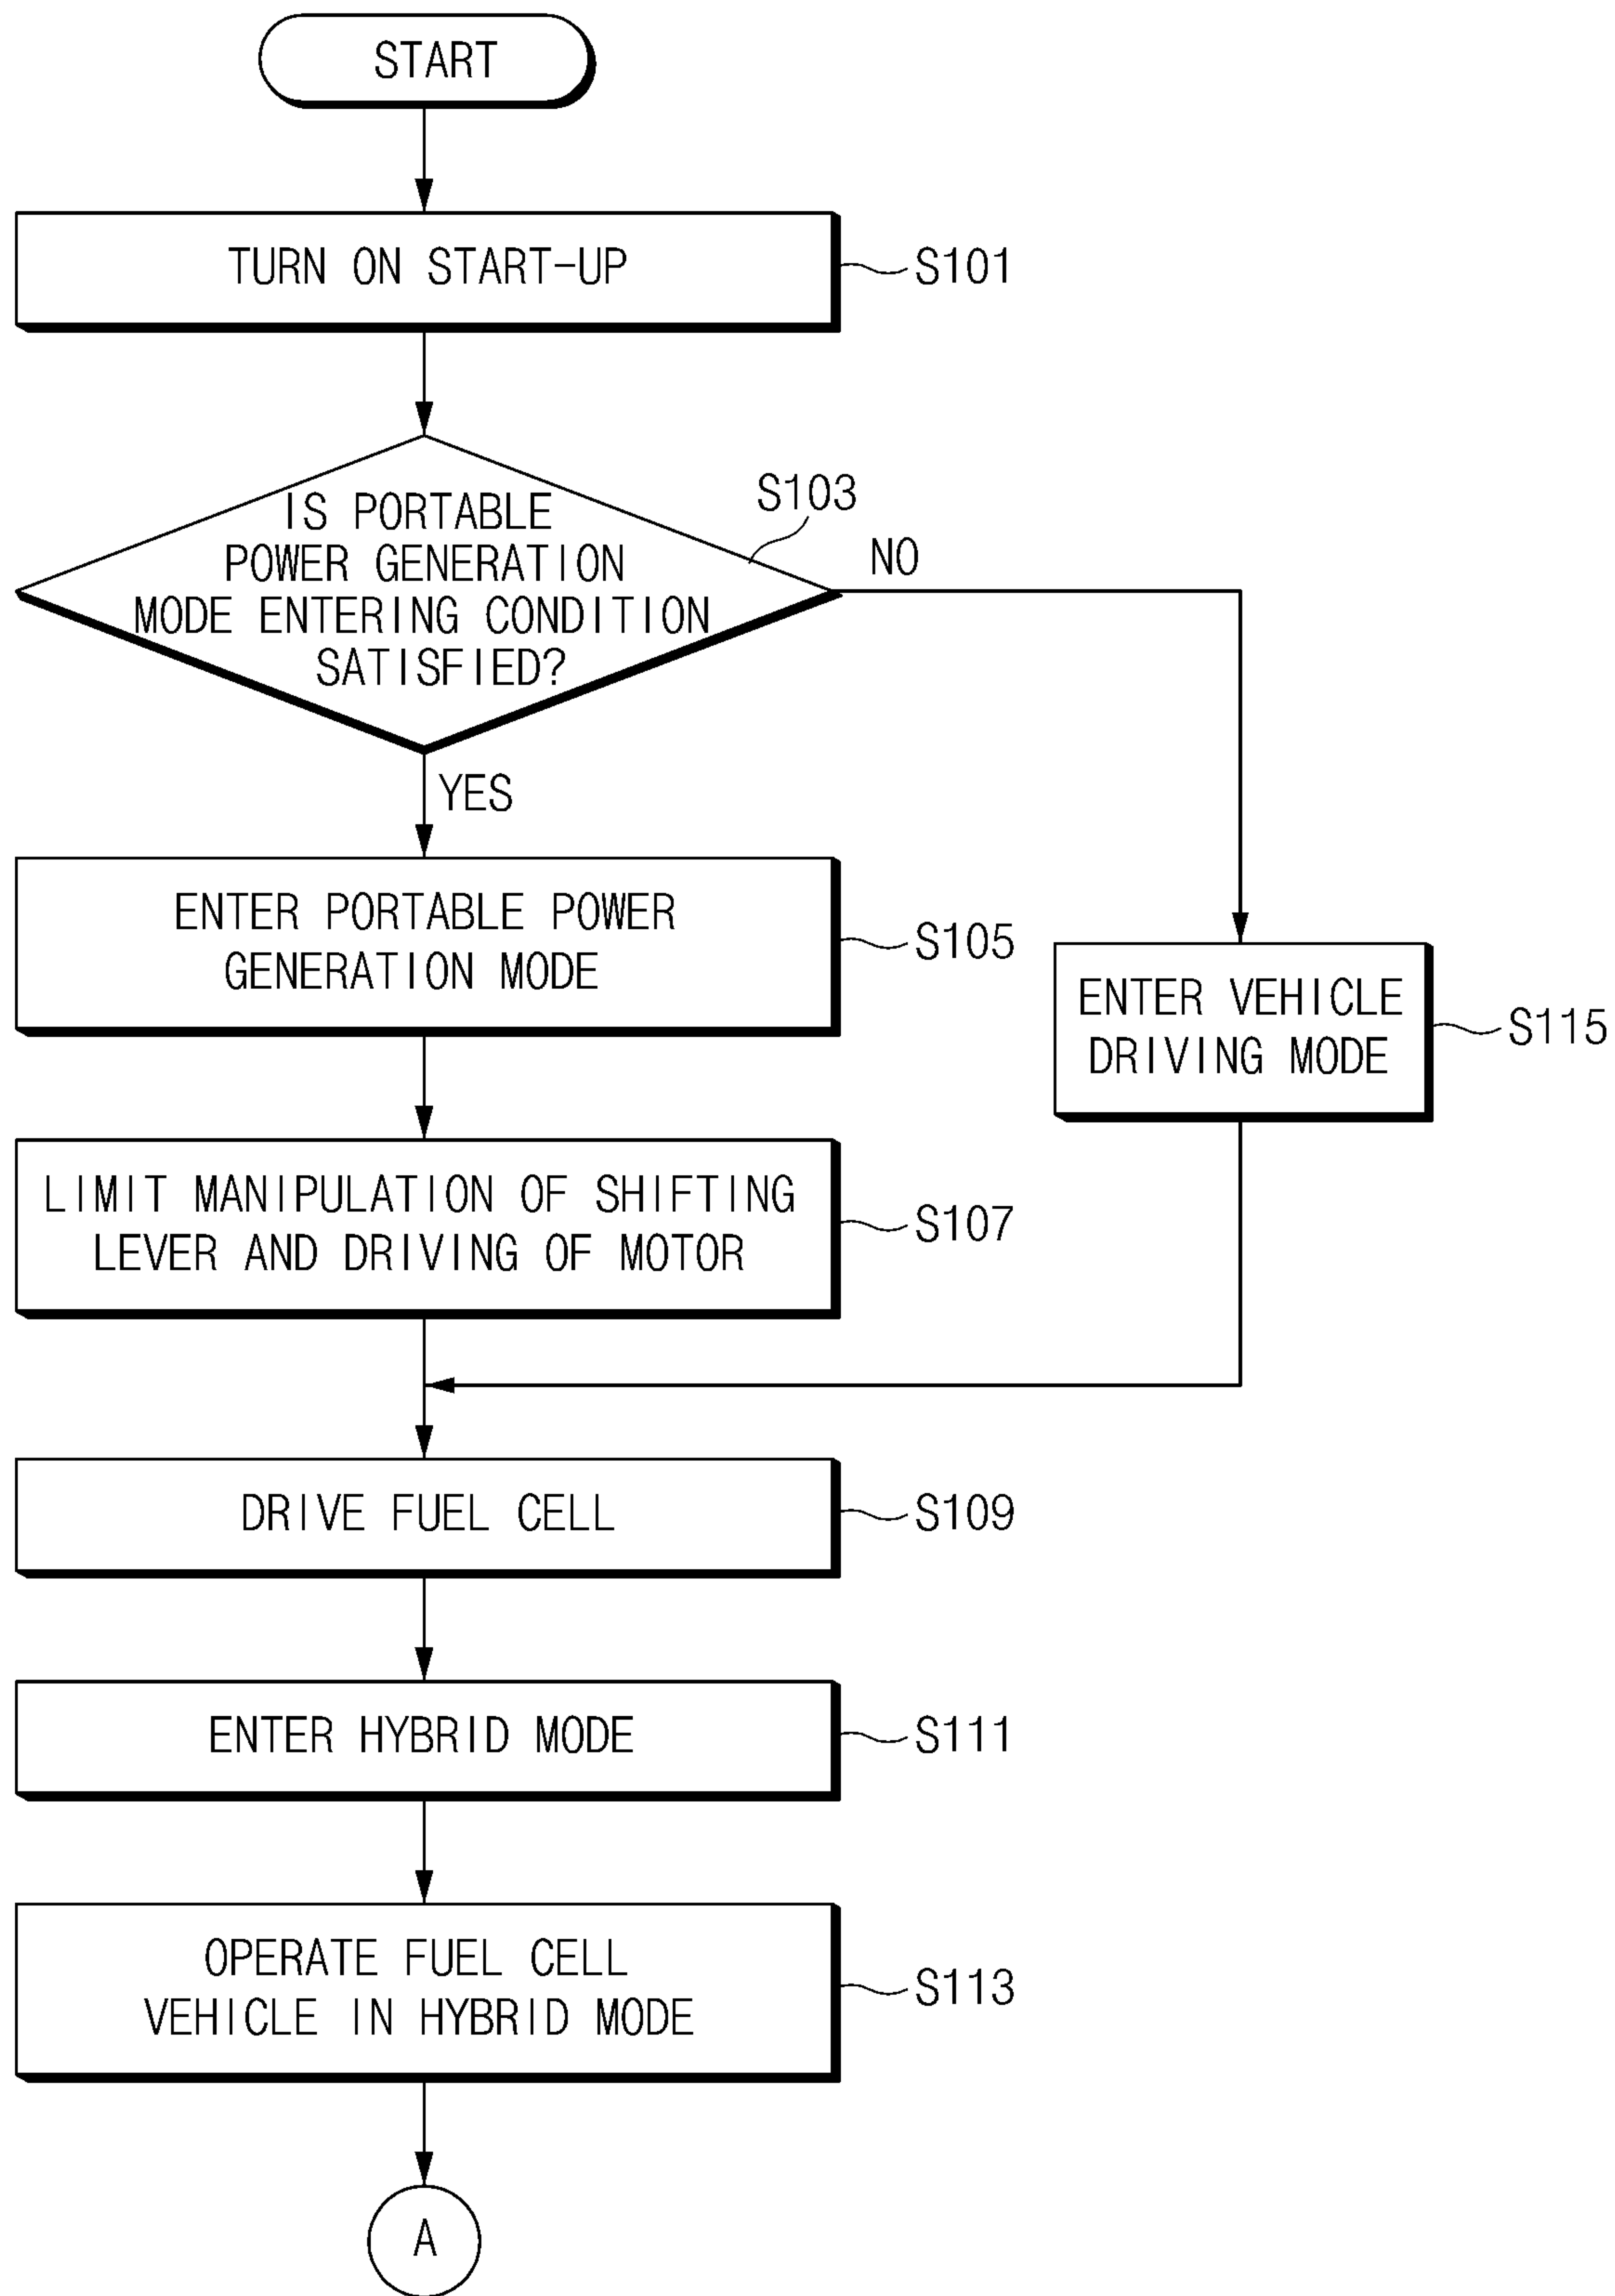 START
TURN ON START-UP
S101
IS PORTABLE
POWER GENERATION
MODE ENTERING CONDITION
SATISFIED?
S103
NO
YES
ENTER PORTABLE POWER
GENERATION MODE
S105
ENTER VEHICLE
DRIVING MODE
S115
LIMIT MANIPULATION OF SHIFTING
LEVER AND DRIVING OF MOTOR
S107
DRIVE FUEL CELL
S109
ENTER HYBRID MODE
S111
OPERATE FUEL CELL
VEHICLE IN HYBRID MODE
S113
A